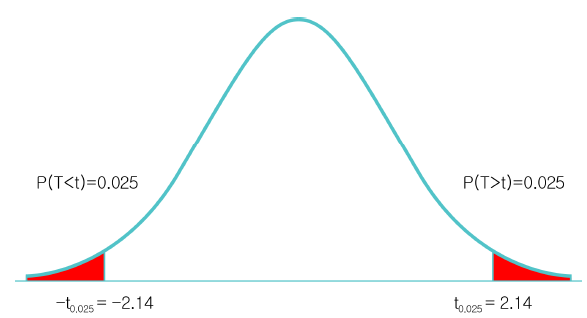 P(T<t)=0.025
P(T>t)=0.025
-t0.025 = -2.14
t0.025 = 2.14